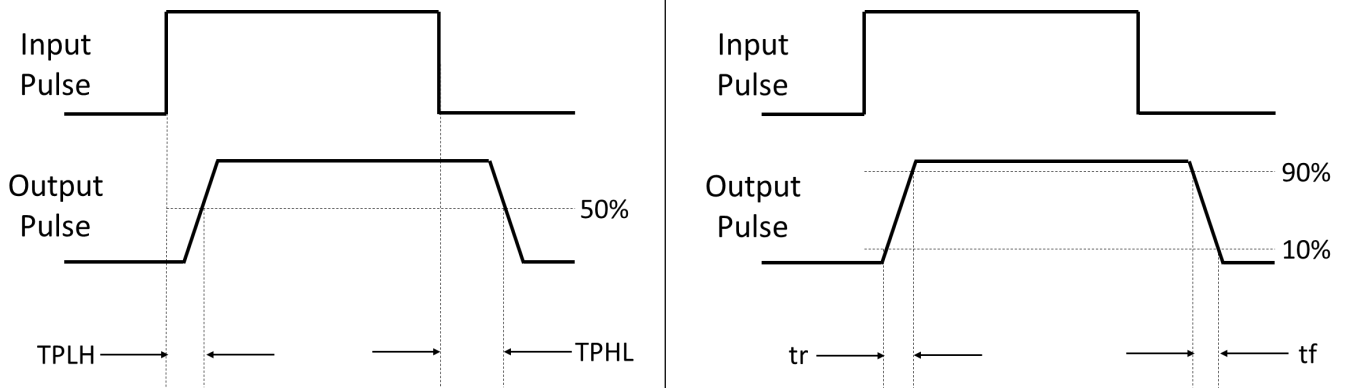 Input
Pulse
Output
Pulse
50%
TPLH
TPHL
Input
Pulse
Output
Pulse
90%
10%
tr
tf